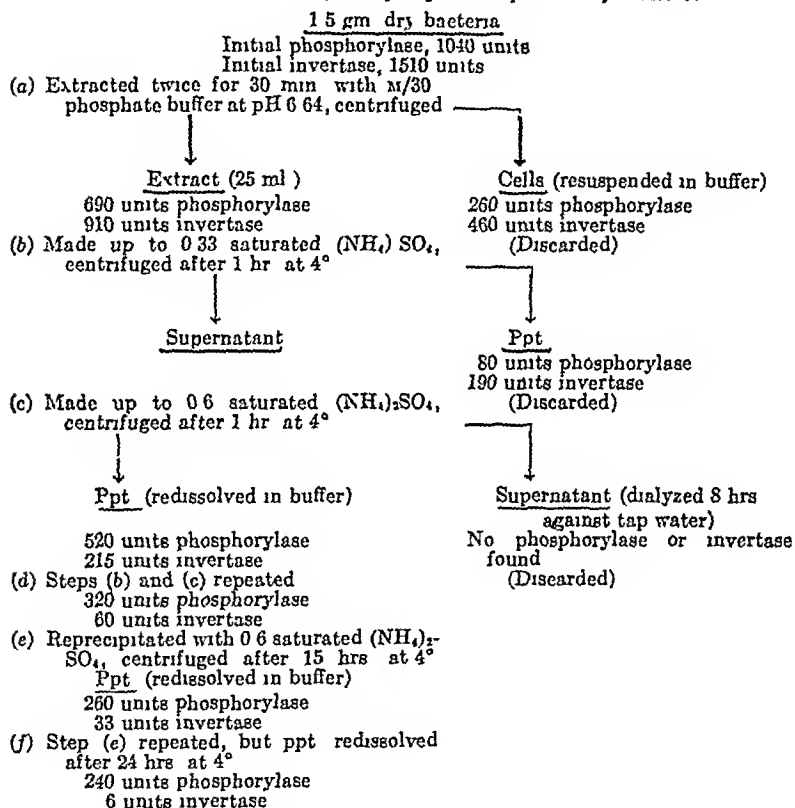 1 5 gm dry bacteria
Initial phosphorylase, 1040 units
Initial invertase, 1510 units
(a) Extracted twice for 30 min with M/30
phosphate buffer at pH 6 64, centrifuged
Extract (25 ml )
690 units phosphorylase
910 units invertase
Cells (resuspended in buffer)
260 units phosphorylase
460 units invertase
(Discarded)
(b) Made up to 0 33 saturated (NH₄) SO₄,
centrifuged after 1 hr at 4°
Supernatant
Ppt
80 units phosphorylase
190 units invertase
(Discarded)
(c) Made up to 0 6 saturated (NH₄)₂SO₄,
centrifuged after 1 hr at 4°
Ppt (redissolved in buffer)
520 units phosphorylase
215 units invertase
Supernatant (dialyzed 8 hrs
against tap water)
No phosphorylase or invertase
found
(Discarded)
(d) Steps (b) and (c) repeated
320 units phosphorylase
60 units invertase
(e) Reprecipitated with 0 6 saturated (NH₄)₂-
SO₄, centrifuged after 15 hrs at 4°
Ppt (redissolved in buffer)
260 units phosphorylase
33 units invertase
(f) Step (e) repeated, but ppt redissolved
after 24 hrs at 4°
240 units phosphorylase
6 units invertase